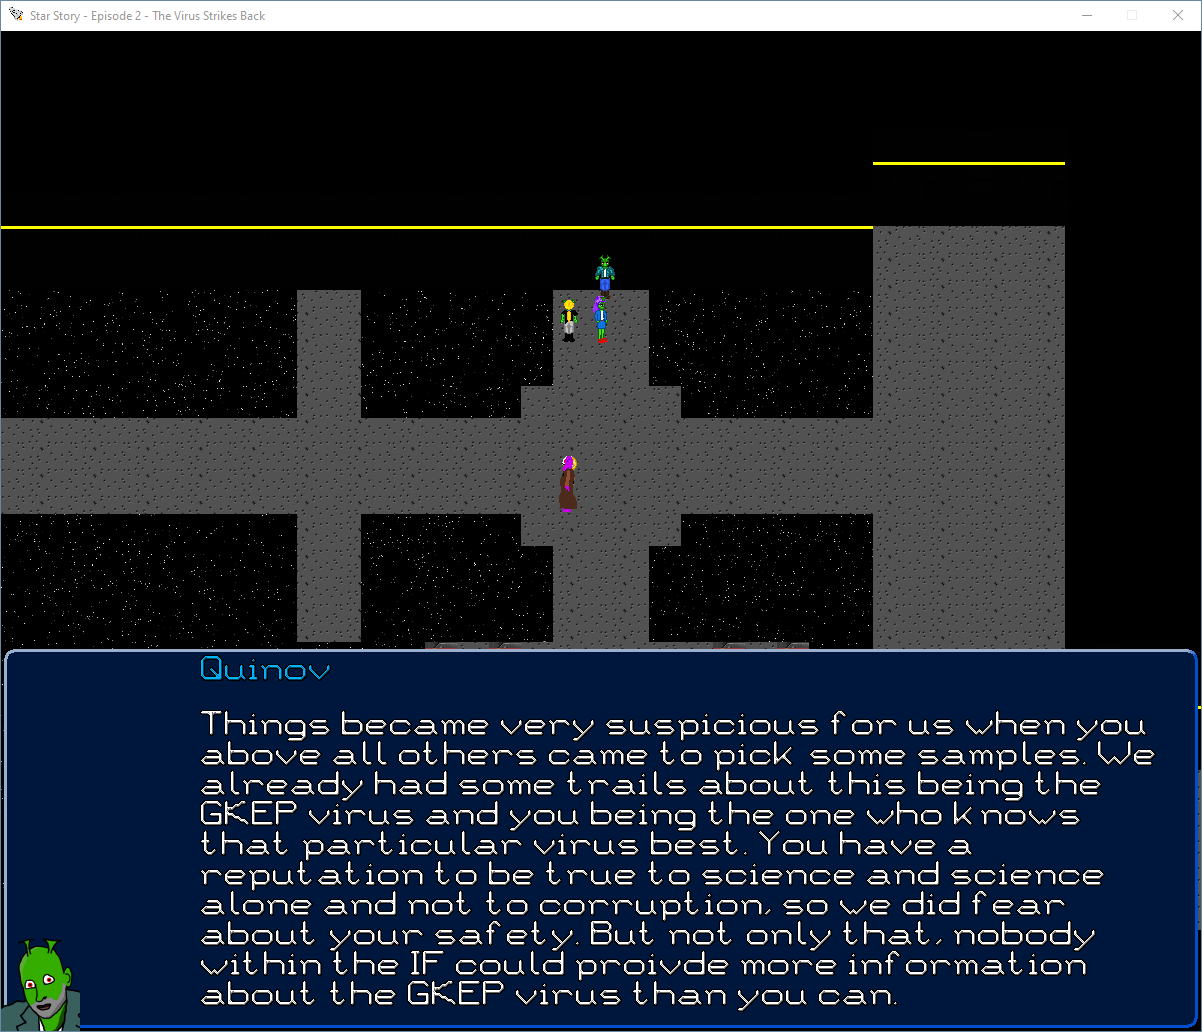 Star Story - Episode 2 - The Virus Strikes Back
Quinov
Things became very suspicious for us when you
above all others came to pick some samples. We
already had some trails about this being the
GKEP virus and you being the one who knows
that particular virus best. You have a
reputation to be true to science and science
alone and not to corruption, so we did fear
about your safety. But not only that, nobody
within the IF could proivde more information
about the GKEP virus than you can.